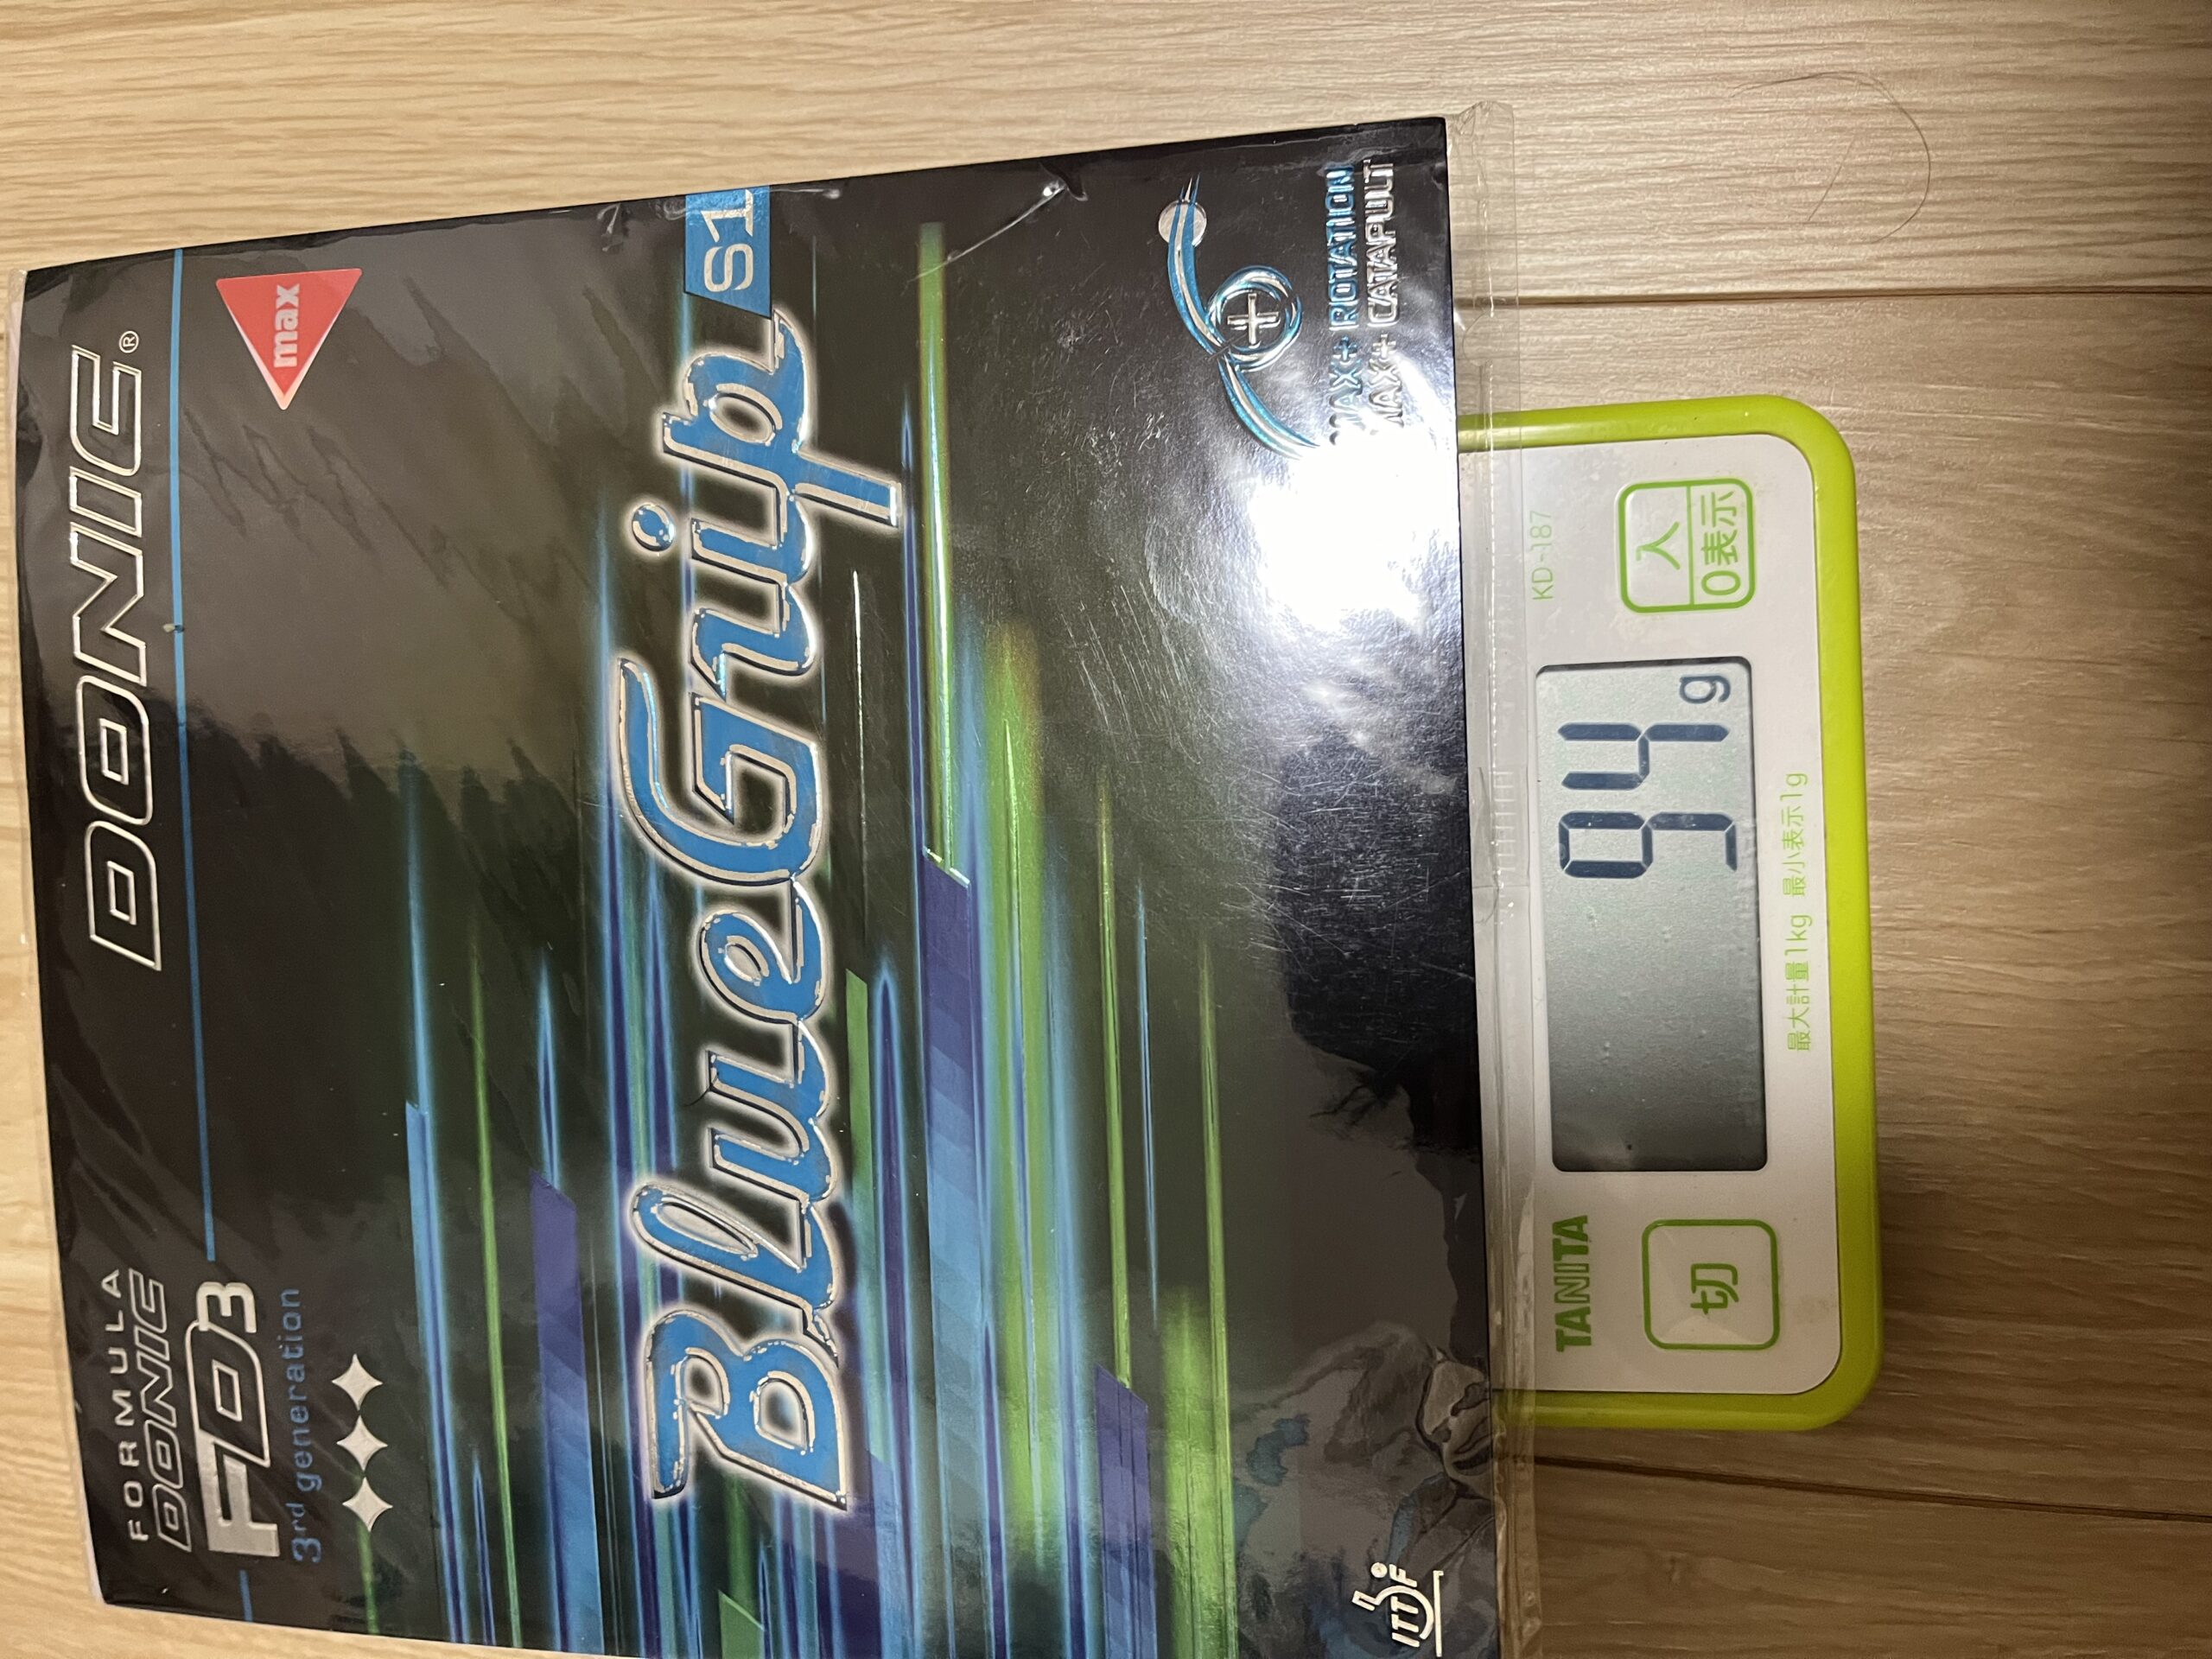 FORMULA
DONIC
DONIC®
FD3
3rd generation
max
BlueGrip S1
MAX+ ROTATION
MAX+ CATAPULT
ITTF
KD-187
TANITA
切
94 g
入
0表示
最大計量1kg 最小表示1g